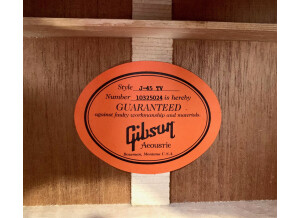 Style J-45 TV
Number 10325024 is hereby
GUARANTEED
against faulty workmanship and materials
Gibson
Acoustic
Bozeman, Montana U.S.A.